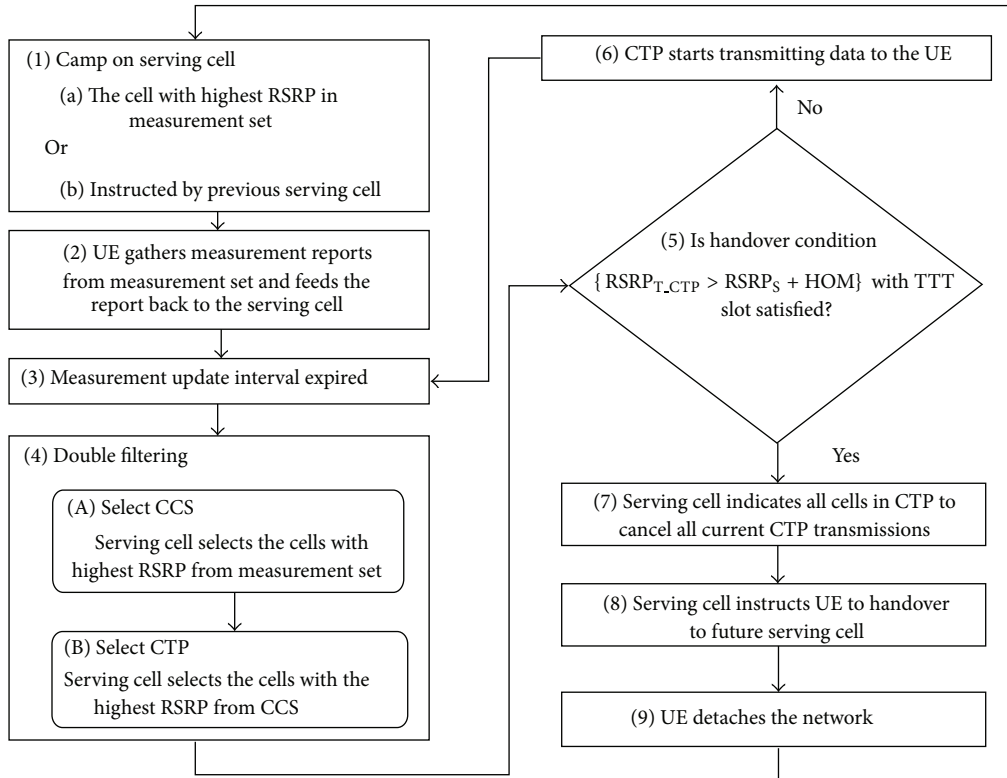 (1) Camp on serving cell
(a) The cell with highest RSRP in
measurement set
Or
(b) Instructed by previous serving cell
(2) UE gathers measurement reports
from measurement set and feeds the
report back to the serving cell
(3) Measurement update interval expired
(4) Double filtering
(A) Select CCS
Serving cell selects the cells with
highest RSRP from measurement set
(B) Select CTP
Serving cell selects the cells with the
highest RSRP from CCS
(5) Is handover condition
{RSRP_T_CTP > RSRP_S + HOM} with TTT
slot satisfied?
No
(6) CTP starts transmitting data to the UE
Yes
(7) Serving cell indicates all cells in CTP to
cancel all current CTP transmissions
(8) Serving cell instructs UE to handover
to future serving cell
(9) UE detaches the network